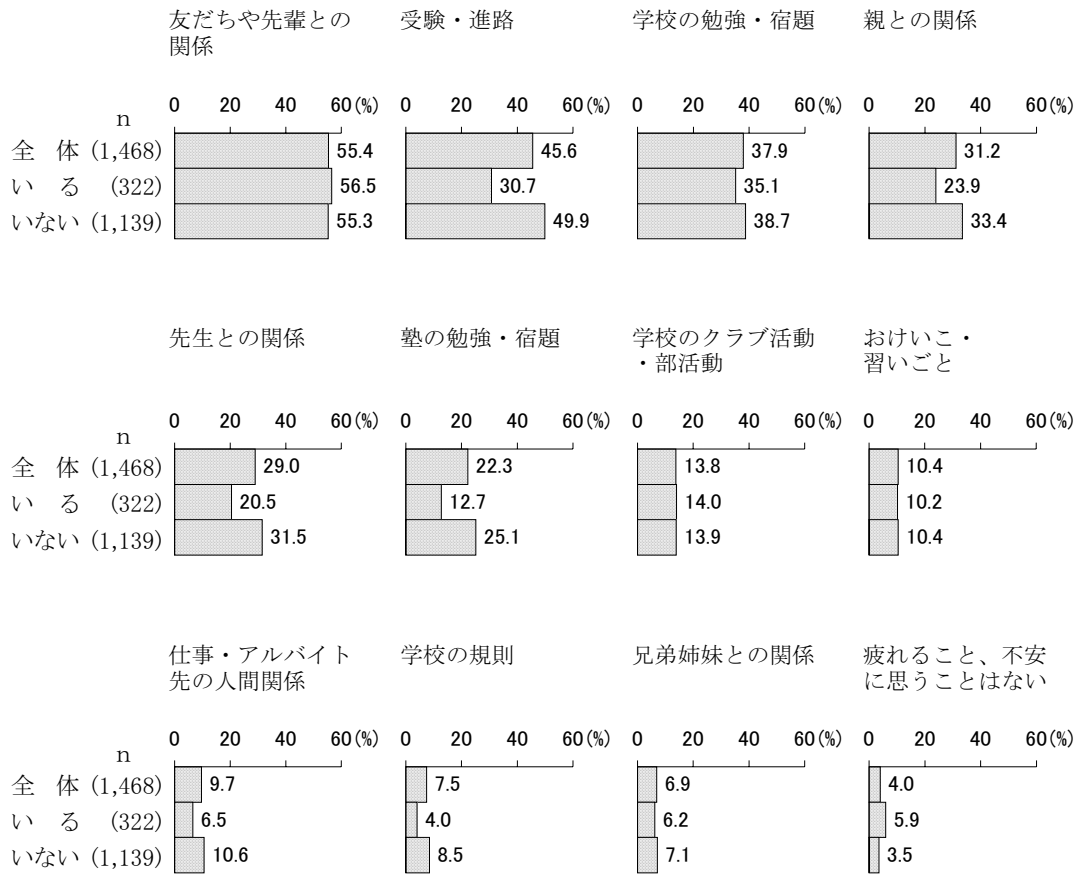 友だちや先輩との 関係
受験・進路
学校の勉強・宿題
親との関係
0 20 40 60(%) 0 20 40 60(%) 0 20 40 60(%) 0 20 40 60(%)
n
全 体 (1,468) 55.4 45.6 37.9 31.2
い る (322) 56.5 30.7 35.1 23.9
いない (1,139) 55.3 49.9 38.7 33.4
先生との関係
塾の勉強・宿題
学校のクラブ活動
・部活動
おけいこ・
習いごと
0 20 40 60(%) 0 20 40 60(%) 0 20 40 60(%) 0 20 40 60(%)
n
全 体 (1,468) 29.0 22.3 13.8 10.4
い る (322) 20.5 12.7 14.0 10.2
いない (1,139) 31.5 25.1 13.9 10.4
仕事・アルバイト
先の人間関係
学校の規則
兄弟姉妹との関係
疲れること、不安
に思うことはない
0 20 40 60(%) 0 20 40 60(%) 0 20 40 60(%) 0 20 40 60(%)
n
全 体 (1,468) 9.7 7.5 6.9 4.0
い る (322) 6.5 4.0 6.2 5.9
いない (1,139) 10.6 8.5 7.1 3.5